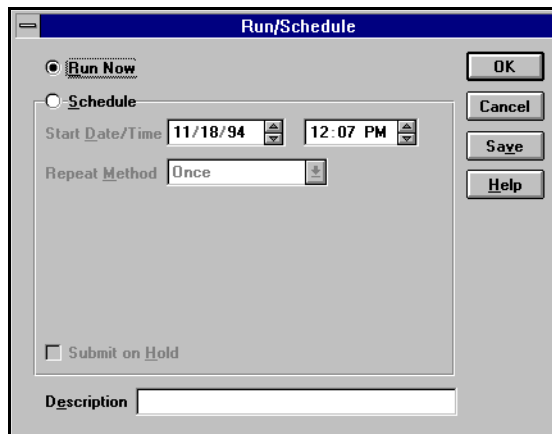 Run/Schedule
Run Now
OK
Schedule
Cancel
Start Date/Time 11/18/94 12:07 PM
Save
Repeat Method Once
Help
Submit on Hold
Description